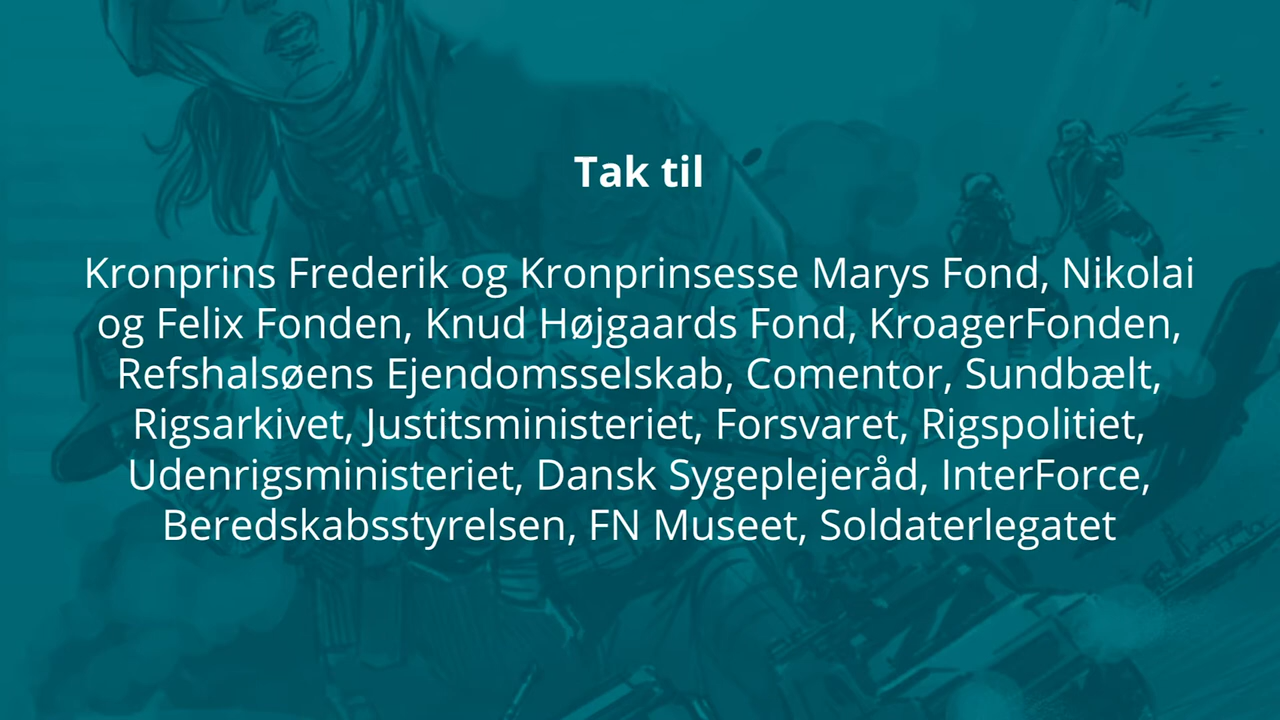 Tak til
Kronprins Frederik og Kronprinsesse Marys Fond, Nikolai
og Felix Fonden, Knud Højgaards Fond, KroagerFonden,
Refshalsøens Ejendomsselskab, Comentor, Sundbælt,
Rigsarkivet, Justitsministeriet, Forsvaret, Rigspolitiet,
Udenrigsministeriet, Dansk Sygeplejeråd, InterForce,
Beredskabsstyrelsen, FN Museet, Soldaterlegatet